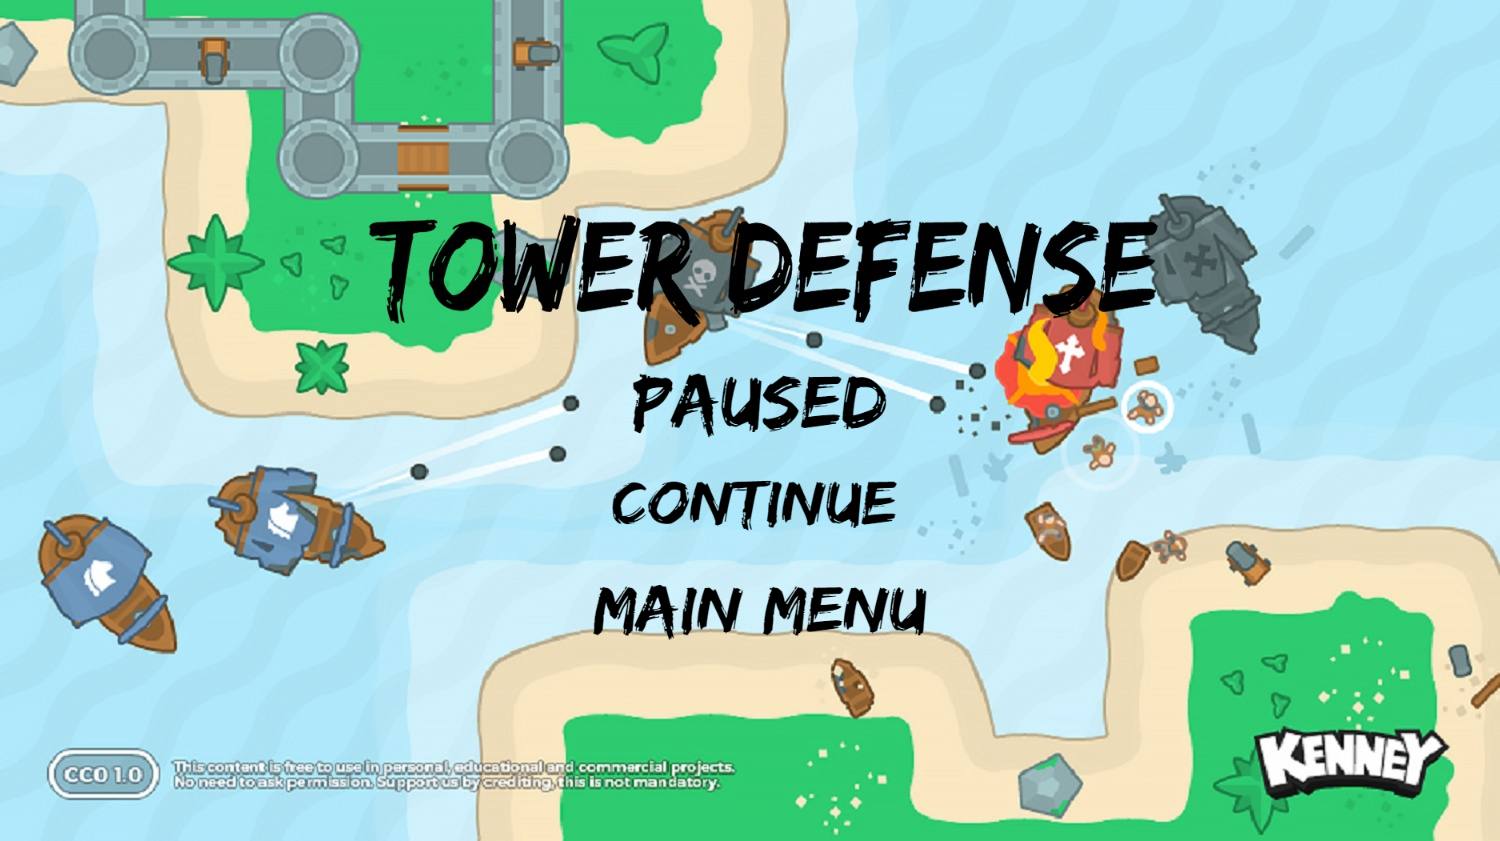 TOWER DEFENSE
PAUSED
CONTINUE
MAIN MENU
KENNEY
CC0 1.0
This content is free to use in personal, educational and commercial projects.
No need to ask permission. Support us by crediting, this is not mandatory.